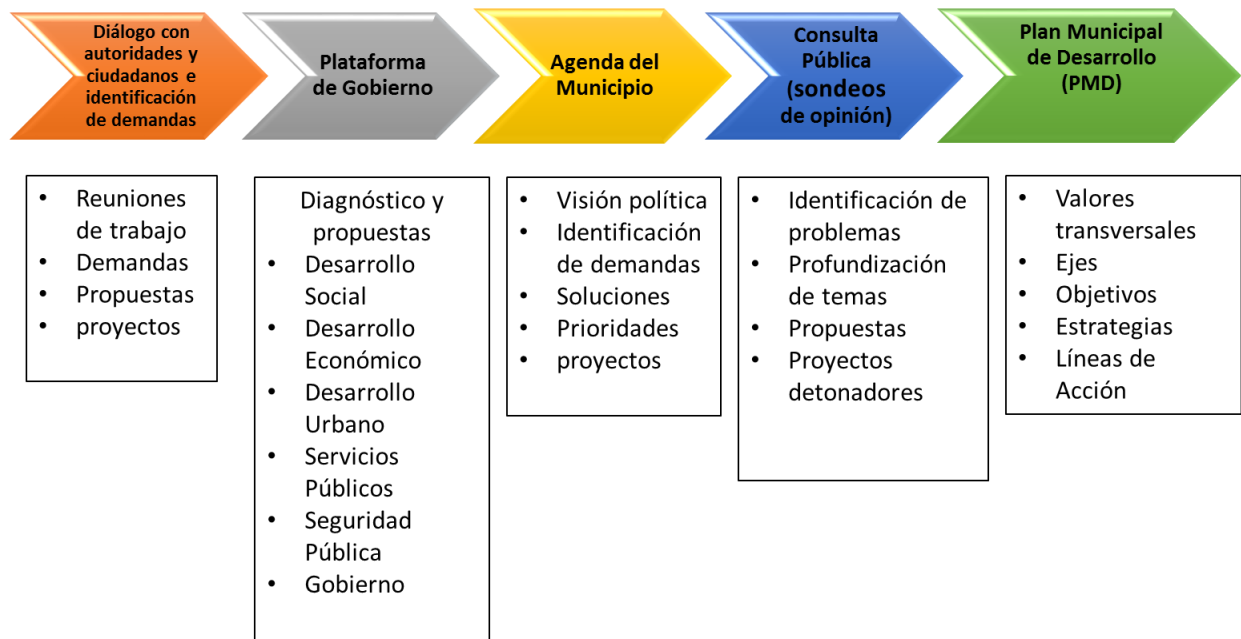 Diálogo con
autoridades y
ciudadanos e
identificación
de demandas
Plataforma
de Gobierno
Agenda del
Municipio
Consulta
Pública
(sondeos
de opinión)
Plan Municipal
de Desarrollo
(PMD)
• Reuniones
de trabajo
• Demandas
• Propuestas
• proyectos
Diagnóstico y
propuestas
• Desarrollo
Social
• Desarrollo
Económico
• Desarrollo
Urbano
• Servicios
Públicos
• Seguridad
Pública
• Gobierno
• Visión política
• Identificación
de demandas
• Soluciones
• Prioridades
• proyectos
• Identificación de
problemas
• Profundización
de temas
• Propuestas
• Proyectos
detonadores
• Valores
transversales
• Ejes
• Objetivos
• Estrategias
• Líneas de
Acción